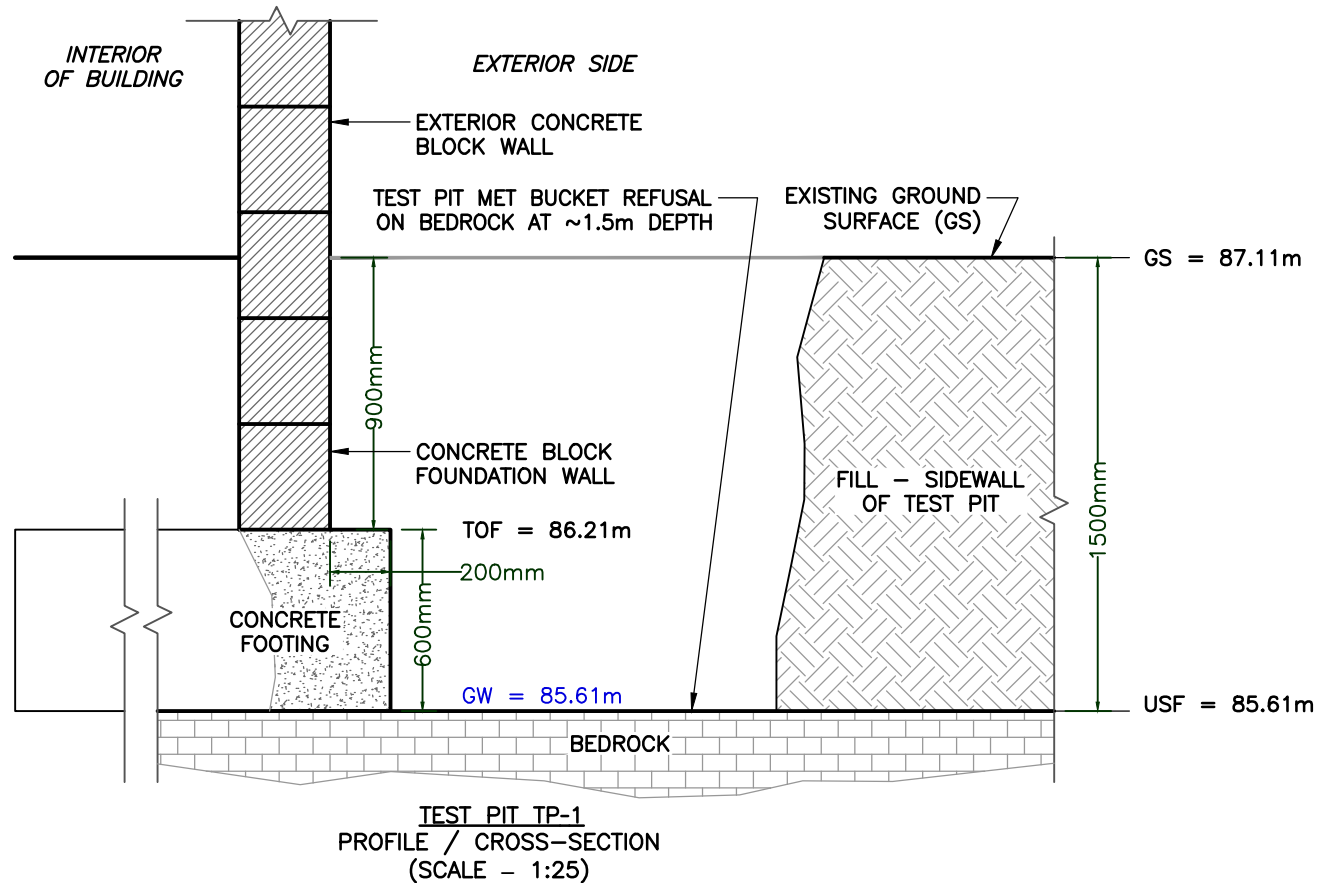 INTERIOR
OF BUILDING
EXTERIOR SIDE
EXTERIOR CONCRETE
BLOCK WALL
TEST PIT MET BUCKET REFUSAL
ON BEDROCK AT ~1.5m DEPTH
EXISTING GROUND
SURFACE (GS)
GS = 87.11m
900mm
CONCRETE BLOCK
FOUNDATION WALL
FILL - SIDEWALL
OF TEST PIT
1500mm
TOF = 86.21m
200mm
600mm
CONCRETE
FOOTING
GW = 85.61m
USF = 85.61m
BEDROCK
TEST PIT TP-1
PROFILE / CROSS-SECTION
(SCALE - 1:25)